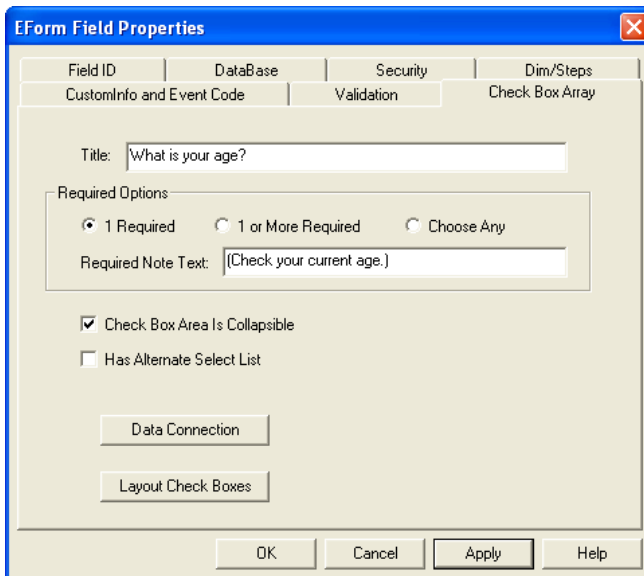 EForm Field Properties
Field ID DataBase Security Dim/Steps
CustomInfo and Event Code Validation Check Box Array
Title: What is your age?
Required Options
1 Required 1 or More Required Choose Any
Required Note Text: (Check your current age.)
Check Box Area Is Collapsible
Has Alternate Select List
Data Connection
Layout Check Boxes
OK Cancel Apply Help